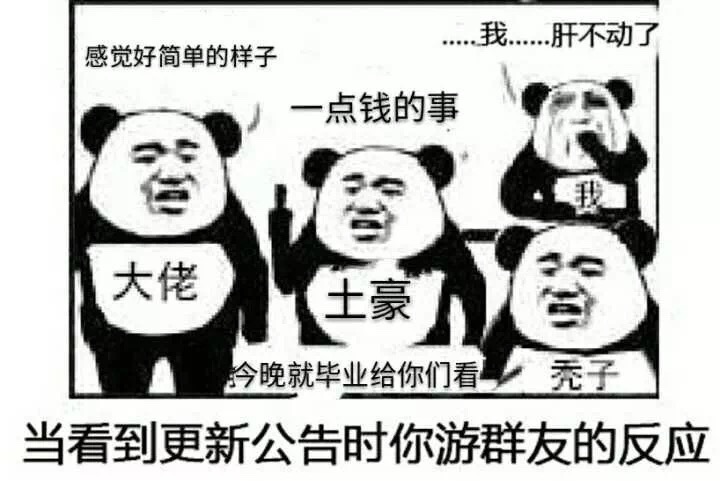 .....我......肝不动了
感觉好简单的样子
一点钱的事
我
大佬
土豪
今晚就毕业给你们看
秃子
当看到更新公告时你游群友的反应